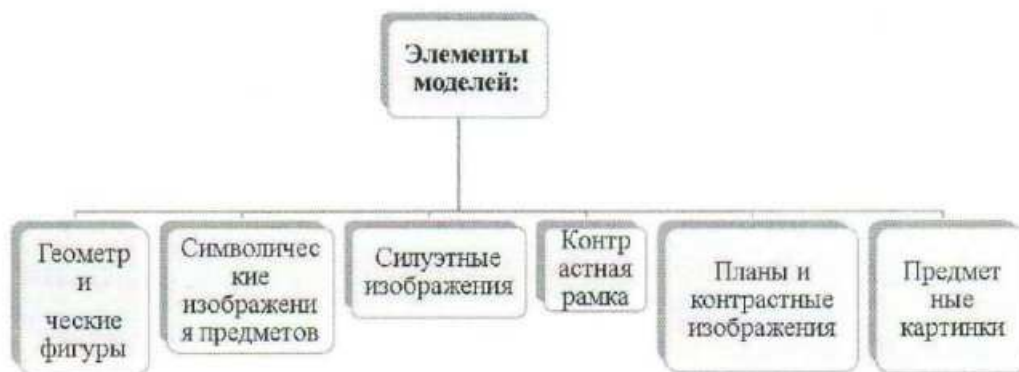 Элементы
моделей:
Геометр
и
ческие
фигуры
Символичес
кие
изображени
я предметов
Силуэтные
изображения
Контр
астная
рамка
Планы и
контрастные
изображения
Предмет
ные
картинки